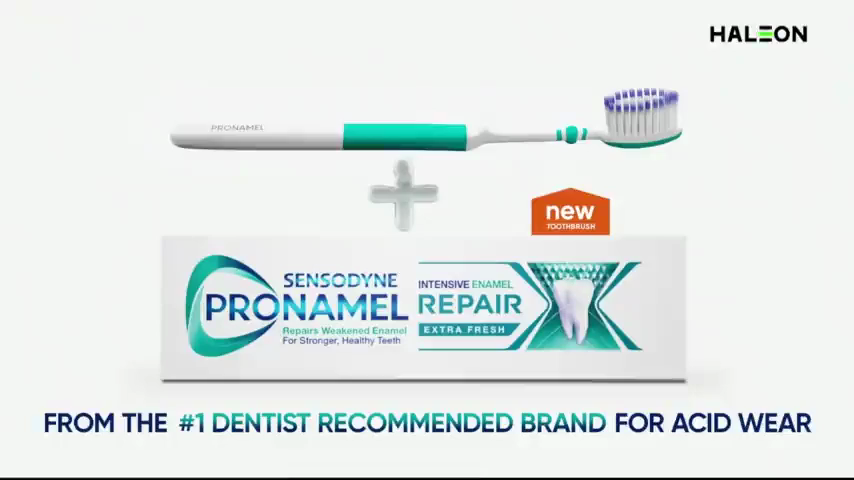 HALEON
PRONAMEL
new
TOOTHBRUSH
SENSODYNE
PRONAMEL
Repairs Weakened Enamel
For Stronger, Healthy Teeth
INTENSIVE ENAMEL
REPAIR
EXTRA FRESH
FROM THE #1 DENTIST RECOMMENDED BRAND FOR ACID WEAR